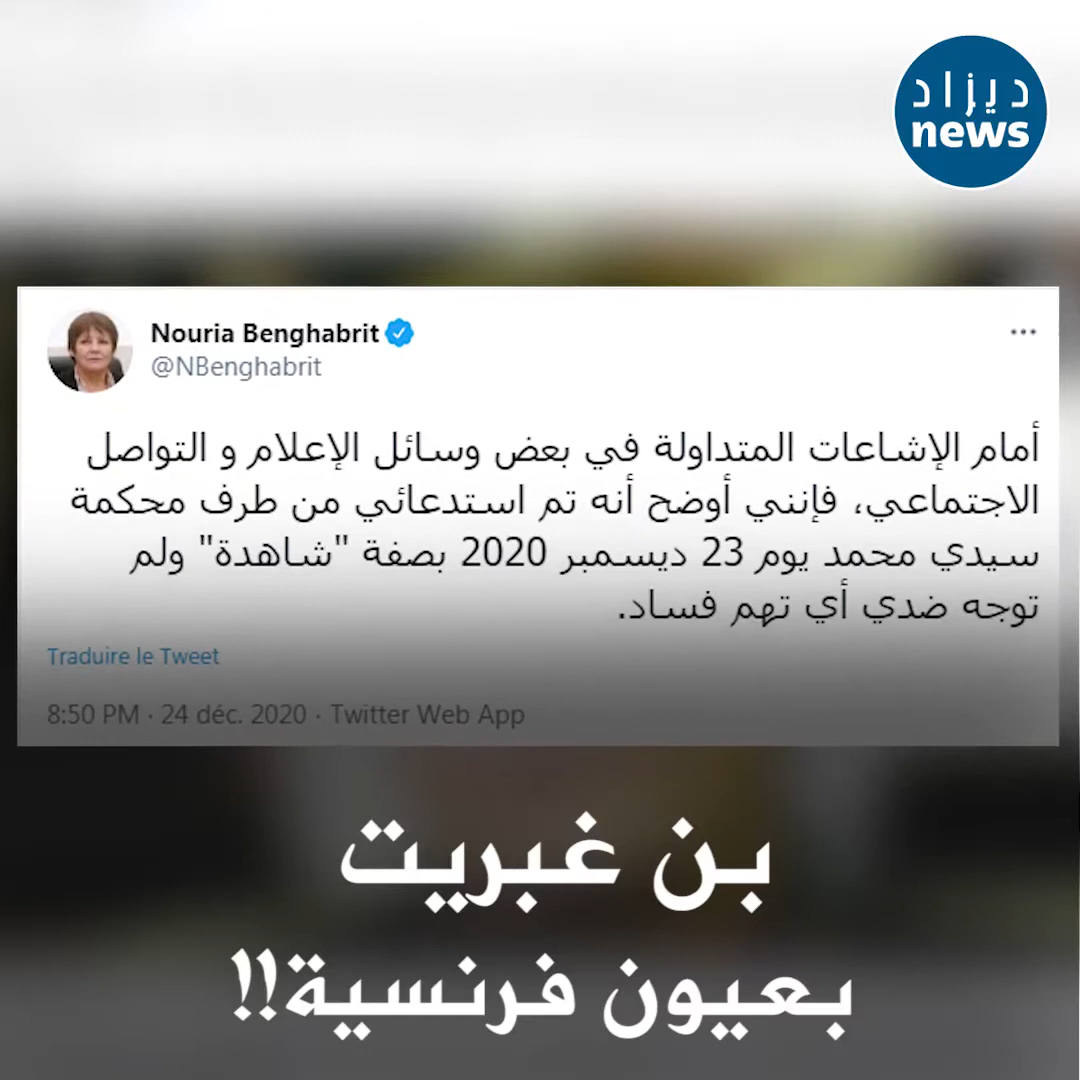 ديزاد
news
Nouria Benghabrit
@NBenghabrit
أمام الإشاعات المتداولة في بعض وسائل الإعلام و التواصل
الاجتماعي، فإنني أوضح أنه تم استدعائي من طرف محكمة
سيدي محمد يوم 23 ديسمبر 2020 بصفة "شاهدة" ولم
توجه ضدي أي تهم فساد.
Traduire le Tweet
8:50 PM · 24 déc. 2020 · Twitter Web App
بن غبريت
بعيون فرنسية!!